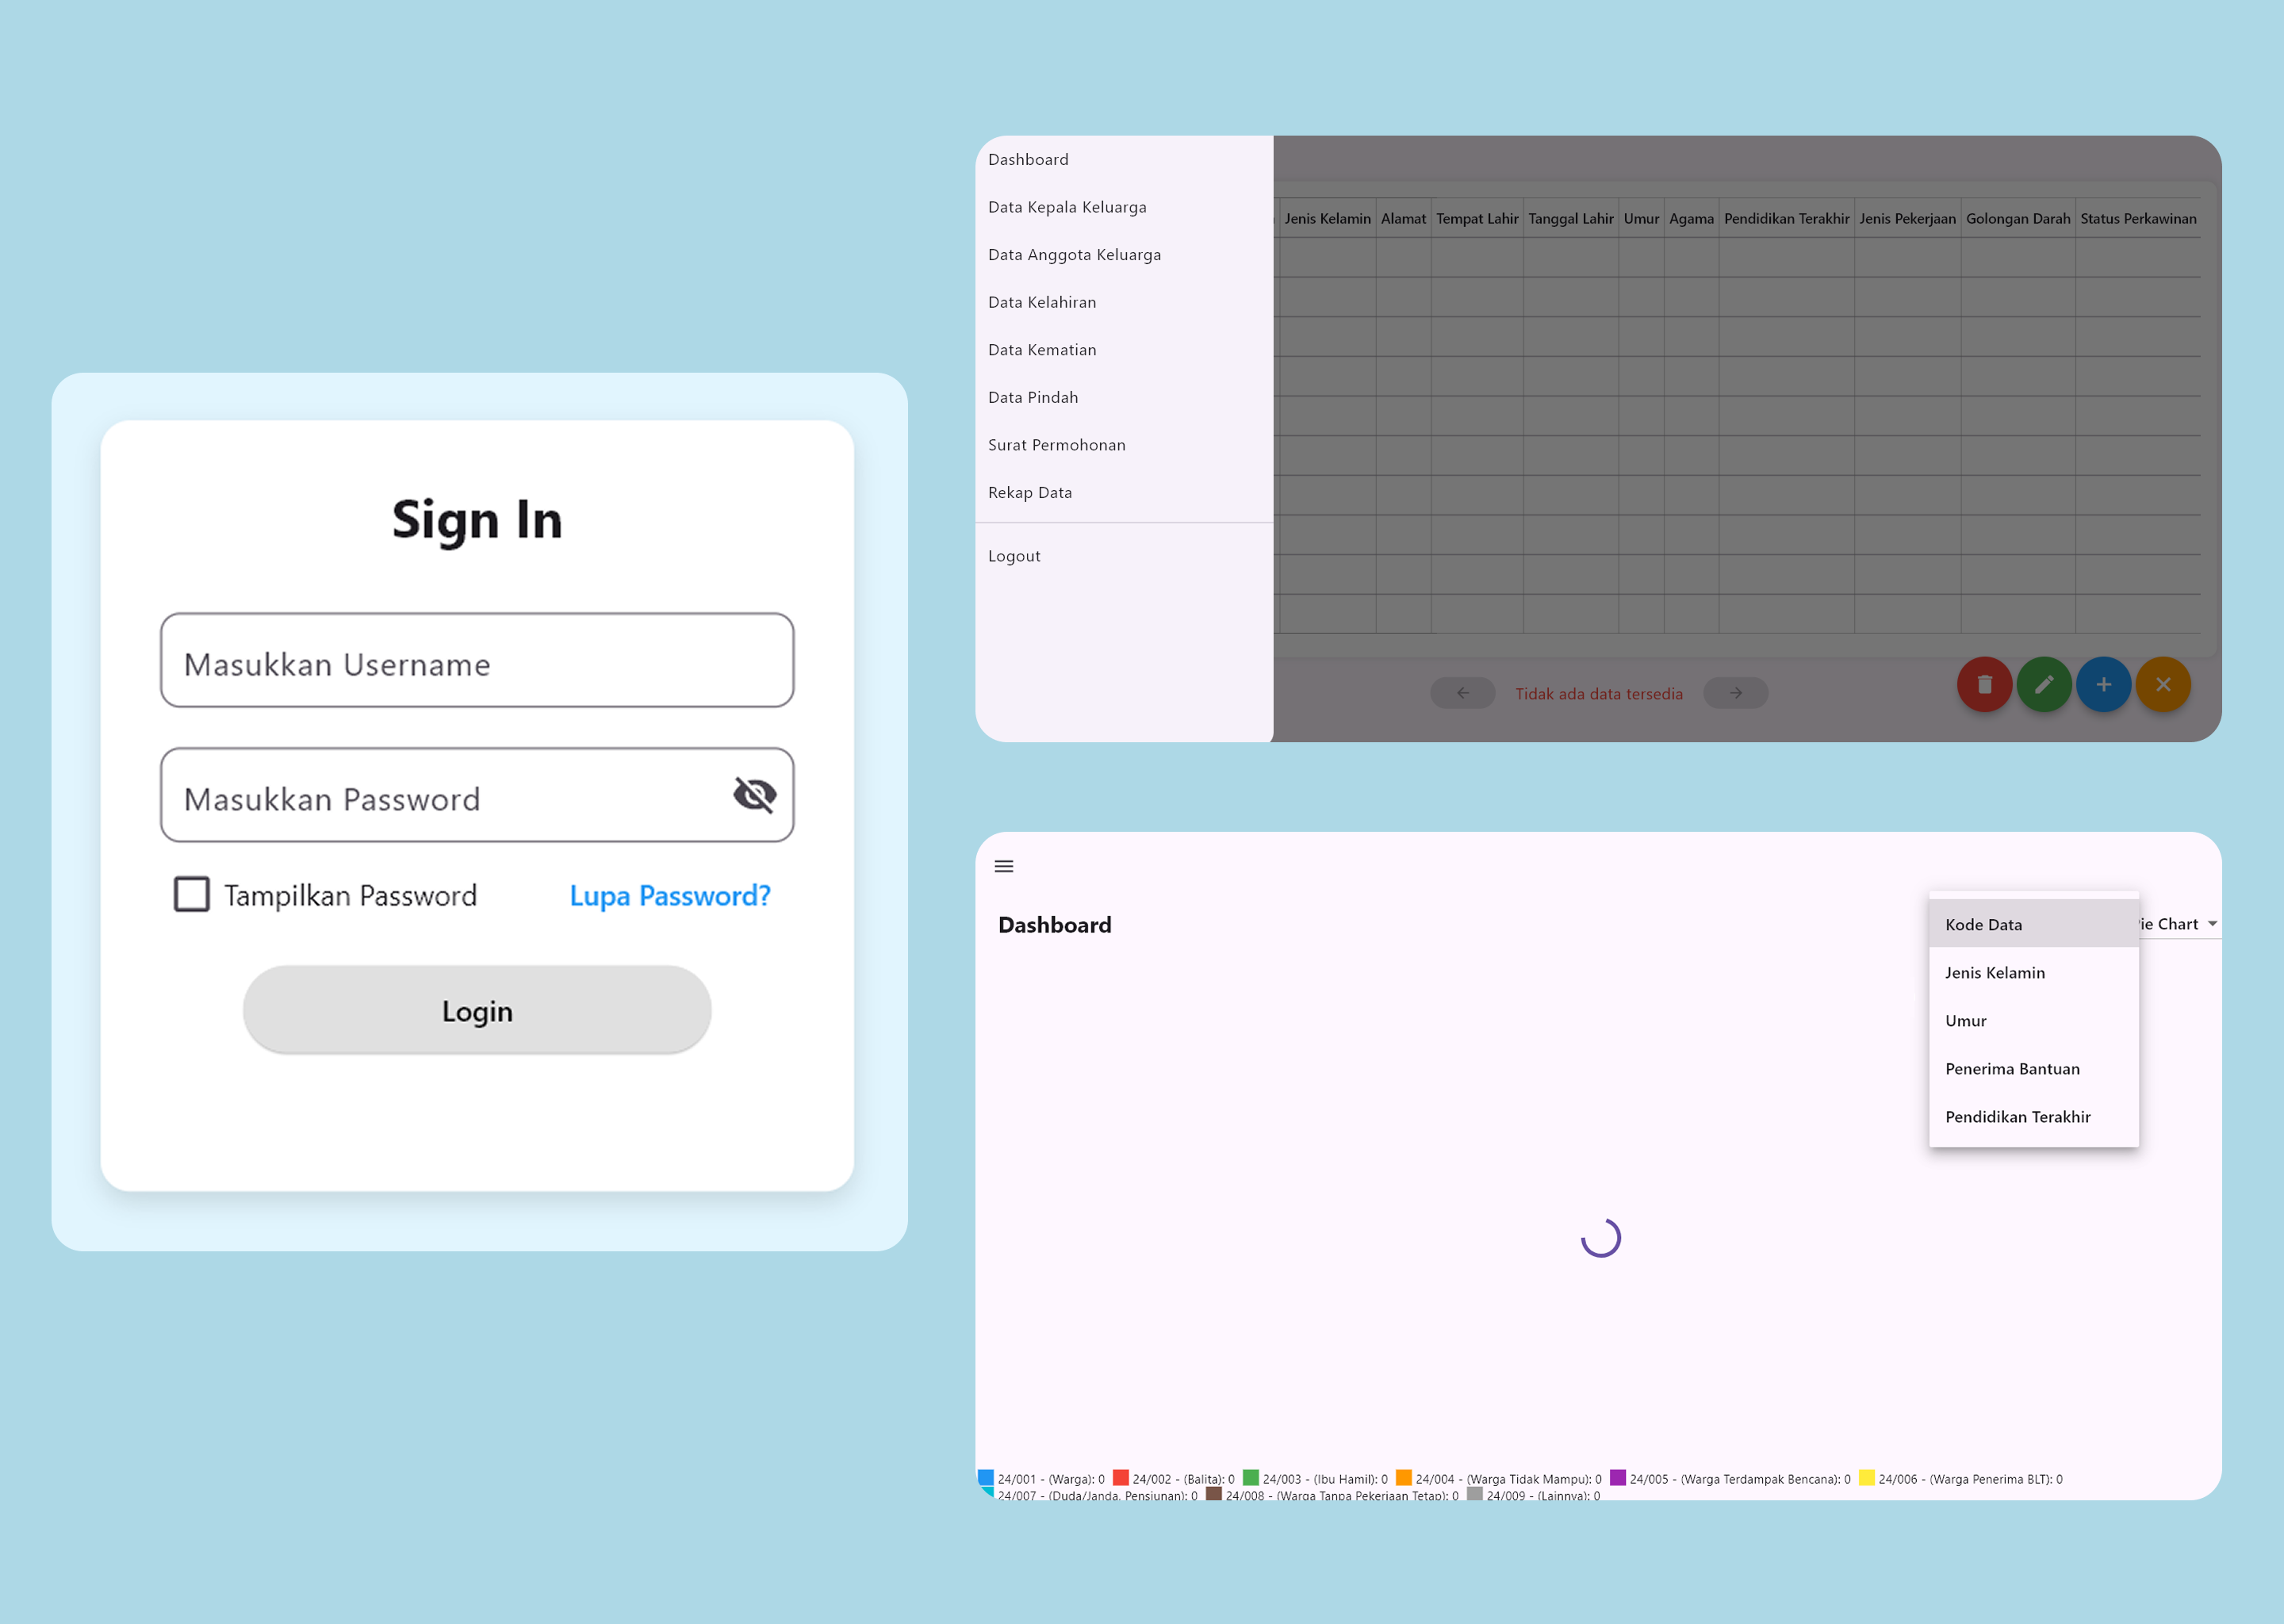 Sign In
Masukkan Username
Masukkan Password
Tampilkan Password Lupa Password?
Login
Dashboard
Data Kepala Keluarga
Data Anggota Keluarga
Data Kelahiran
Data Kematian
Data Pindah
Surat Permohonan
Rekap Data
Logout
Jenis Kelamin Alamat Tempat Lahir Tanggal Lahir Umur Agama Pendidikan Terakhir Jenis Pekerjaan Golongan Darah Status Perkawinan
Tidak ada data tersedia
Dashboard
Kode Data
Jenis Kelamin
Umur
Penerima Bantuan
Pendidikan Terakhir
ie Chart
24/001 - (Warga): 0 24/002 - (Balita): 0 24/003 - (Ibu Hamil): 0 24/004 - (Warga Tidak Mampu): 0 24/005 - (Warga Terdampak Bencana): 0 24/006 - (Warga Penerima BLT): 0
24/007 - (Duda/Janda, Pensiunan): 0 24/008 - (Warga Tanpa Pekerjaan Tetap): 0 24/009 - (Lainnya): 0